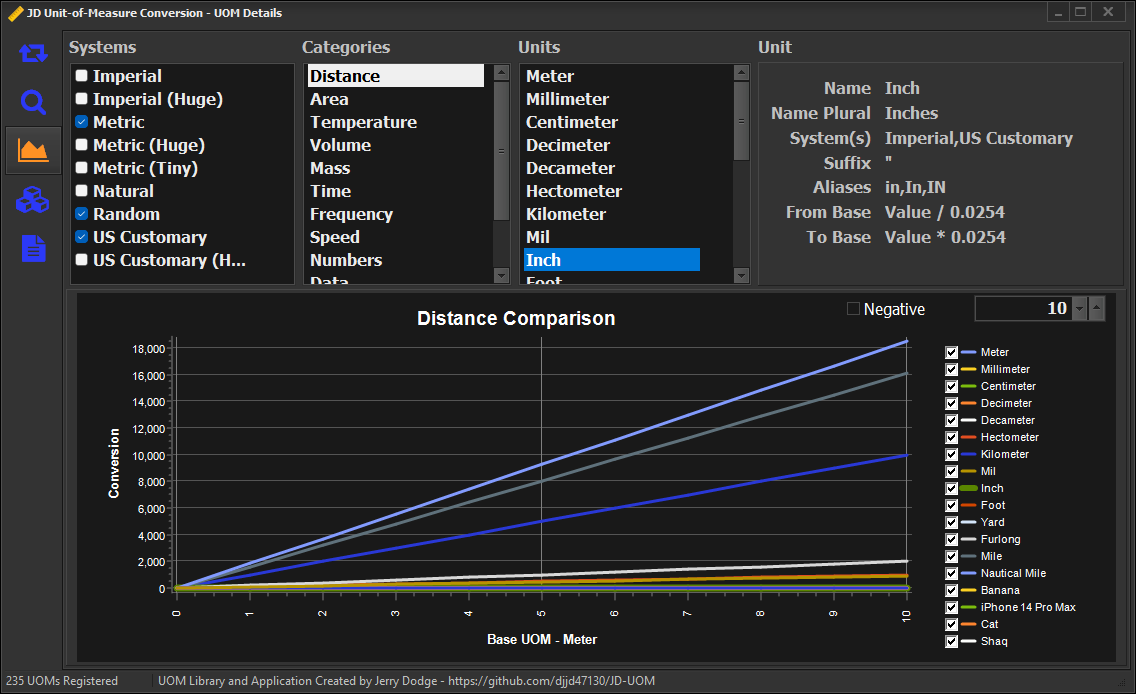 JD Unit-of-Measure Conversion - UOM Details
Systems
Imperial
Imperial (Huge)
Metric
Metric (Huge)
Metric (Tiny)
Natural
Random
US Customary
US Customary (H...
Categories
Distance
Area
Temperature
Volume
Mass
Time
Frequency
Speed
Numbers
Data
Units
Meter
Millimeter
Centimeter
Decimeter
Decameter
Hectometer
Kilometer
Mil
Inch
Foot
Unit
Name Inch
Name Plural Inches
System(s) Imperial,US Customary
Suffix "
Aliases in,In,IN
From Base Value / 0.0254
To Base Value * 0.0254
Distance Comparison
Negative
10
Conversion
18,000
16,000
14,000
12,000
10,000
8,000
6,000
4,000
2,000
0
0 1 2 3 4 5 6 7 8 9 10
Base UOM - Meter
Meter
Millimeter
Centimeter
Decimeter
Decameter
Hectometer
Kilometer
Mil
Inch
Foot
Yard
Furlong
Mile
Nautical Mile
Banana
iPhone 14 Pro Max
Cat
Shaq
235 UOMs Registered
UOM Library and Application Created by Jerry Dodge - https://github.com/djjd47130/JD-UOM